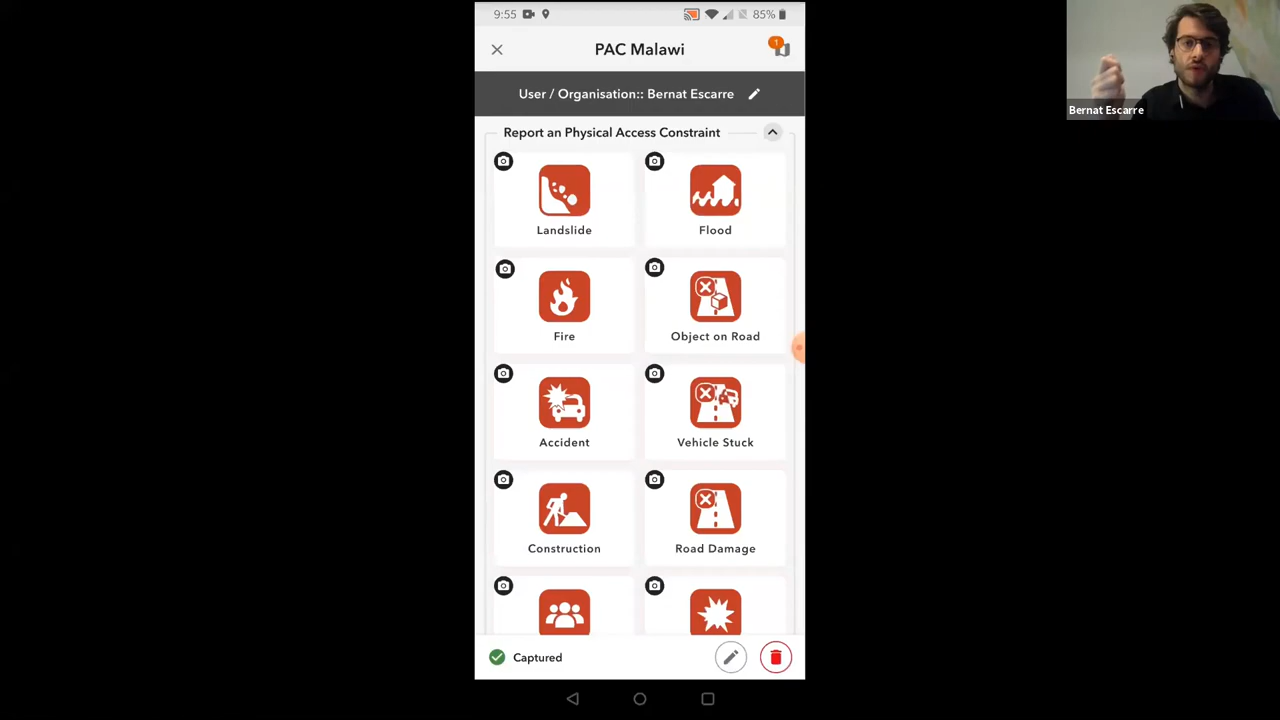 9:55
85%
PAC Malawi
1
User / Organisation:: Bernat Escarre
Report an Physical Access Constraint
Landslide
Flood
Fire
Object on Road
Accident
Vehicle Stuck
Construction
Road Damage
Captured
Bernat Escarre